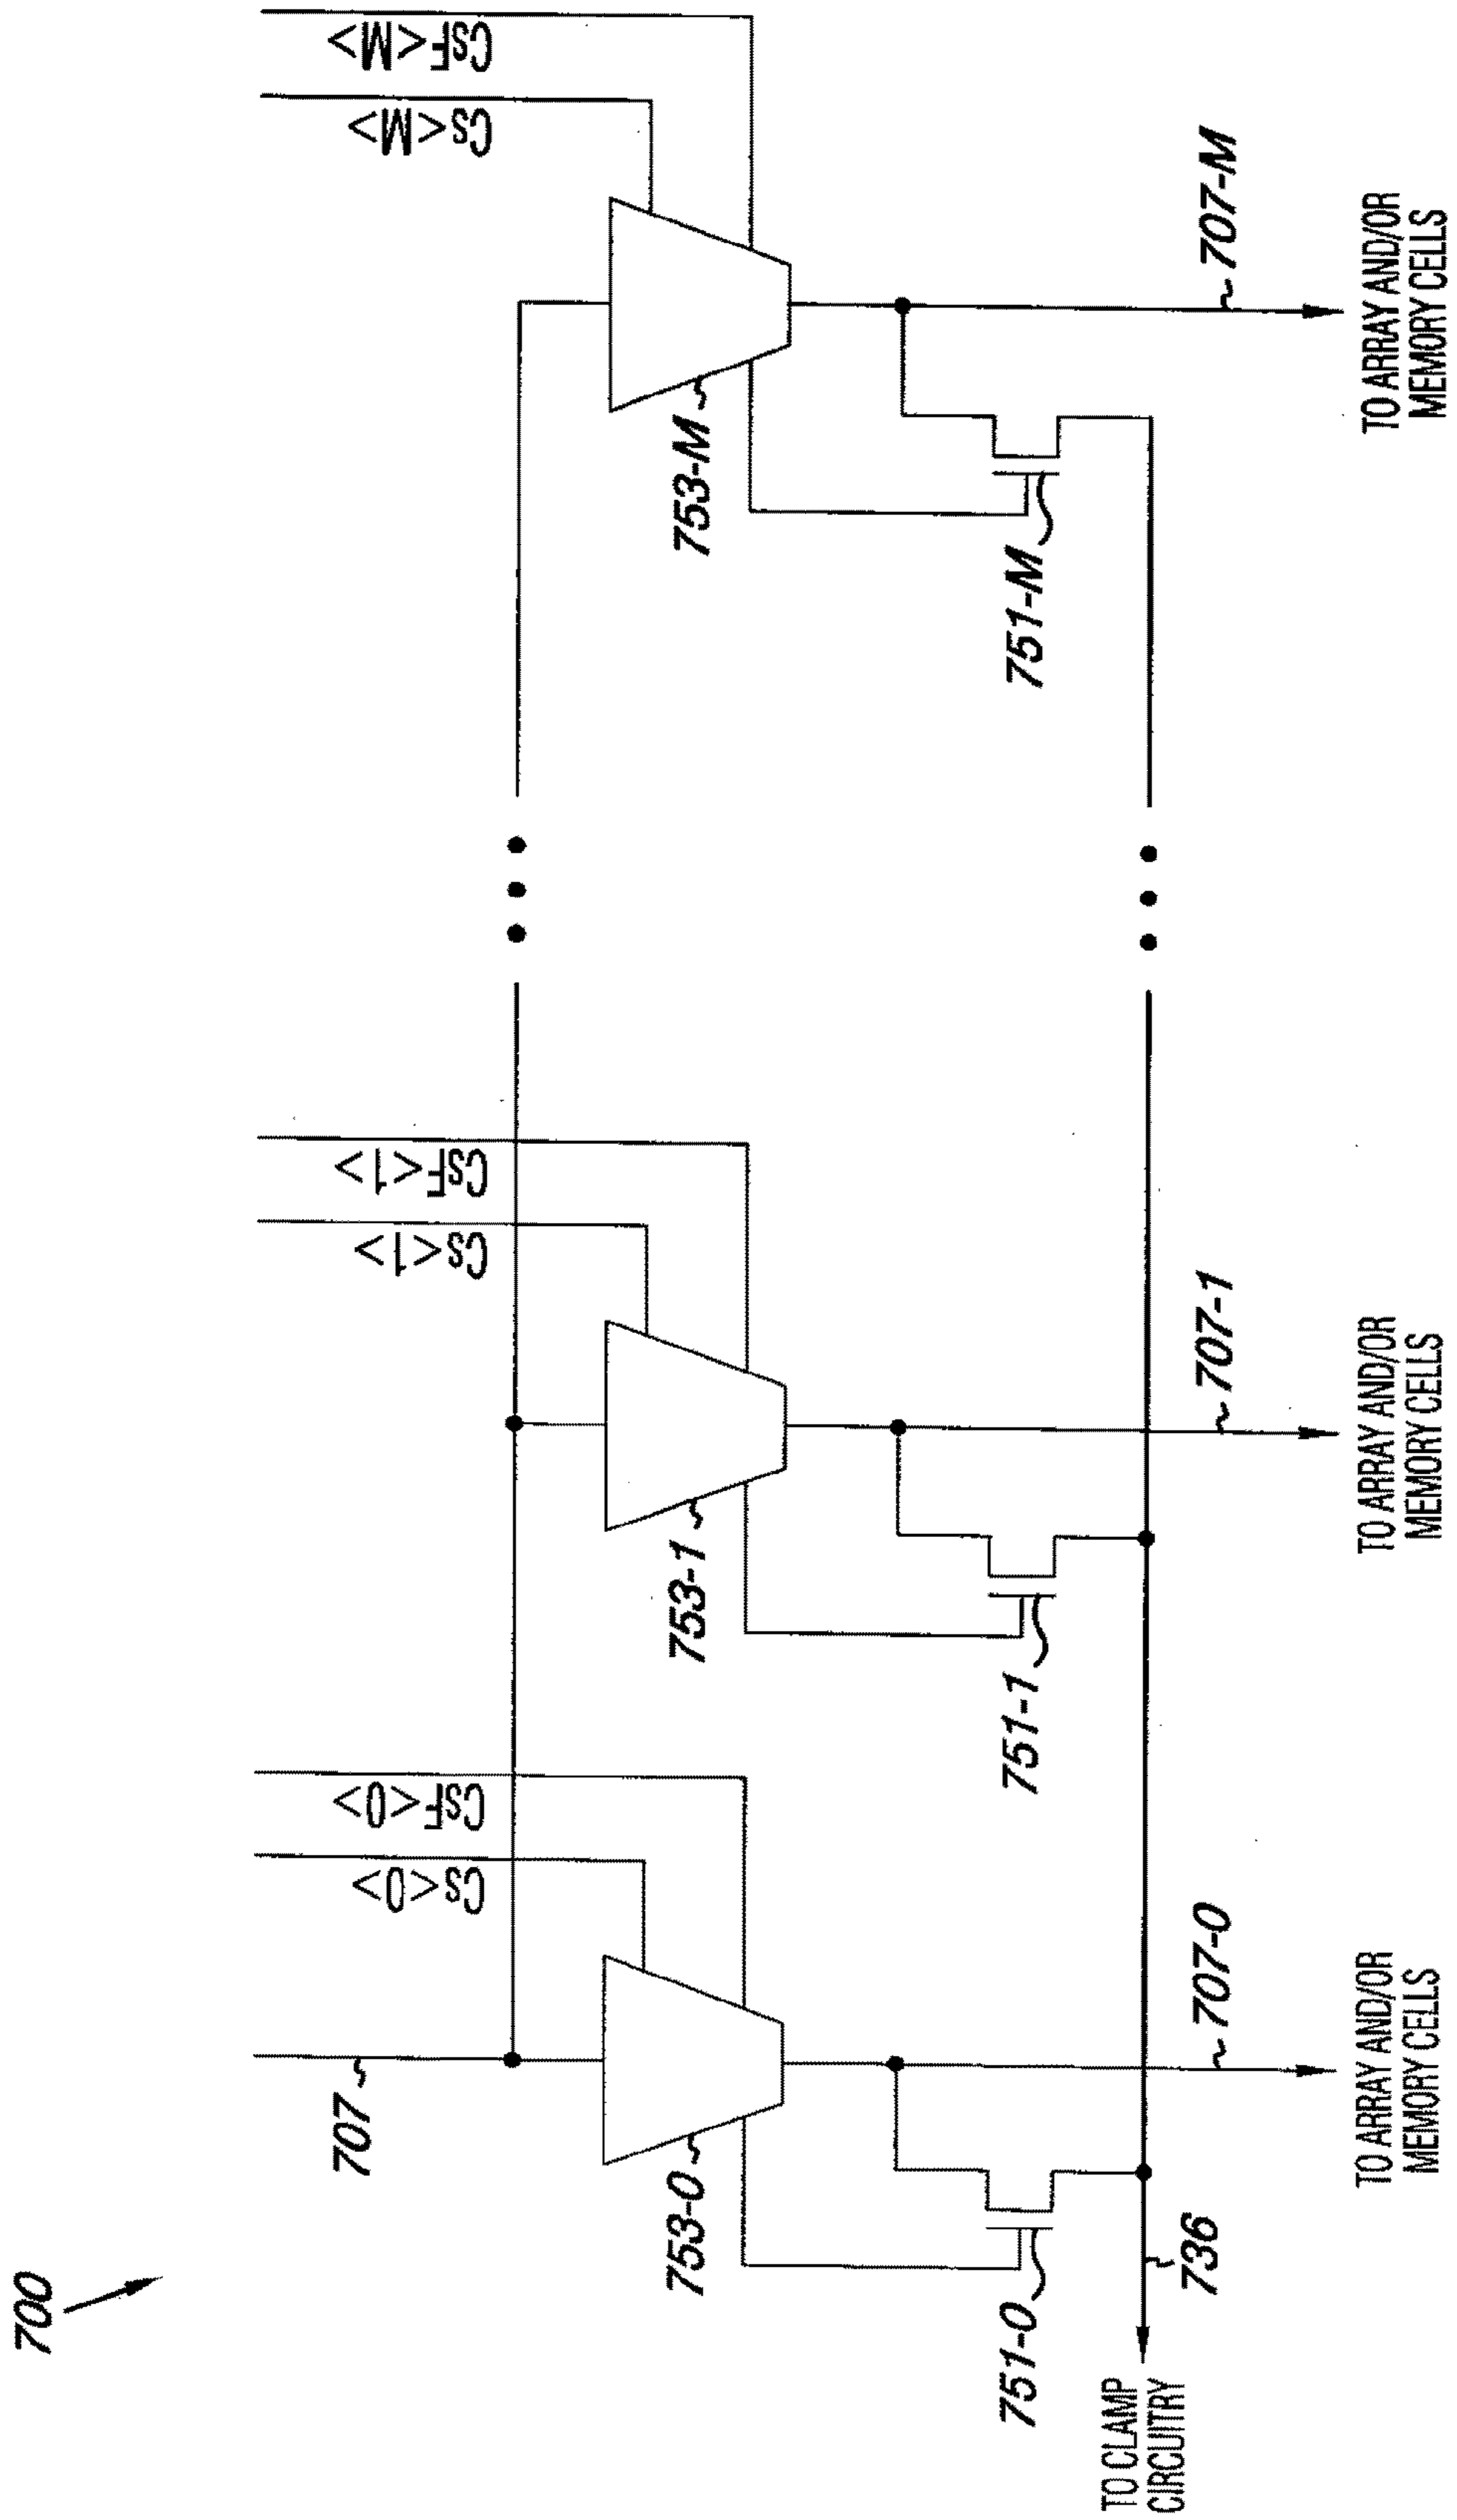 700
707
Cs<0>
CsF<0>
Cs<1>
CsF<1>
Cs<M>
CsF<M>
753-0
753-1
753-M
751-0
751-1
751-M
736
707-0
707-1
707-M
TO CLAMP
CIRCUITRY
TO ARRAY AND/OR
MEMORY CELLS
TO ARRAY AND/OR
MEMORY CELLS
TO ARRAY AND/OR
MEMORY CELLS